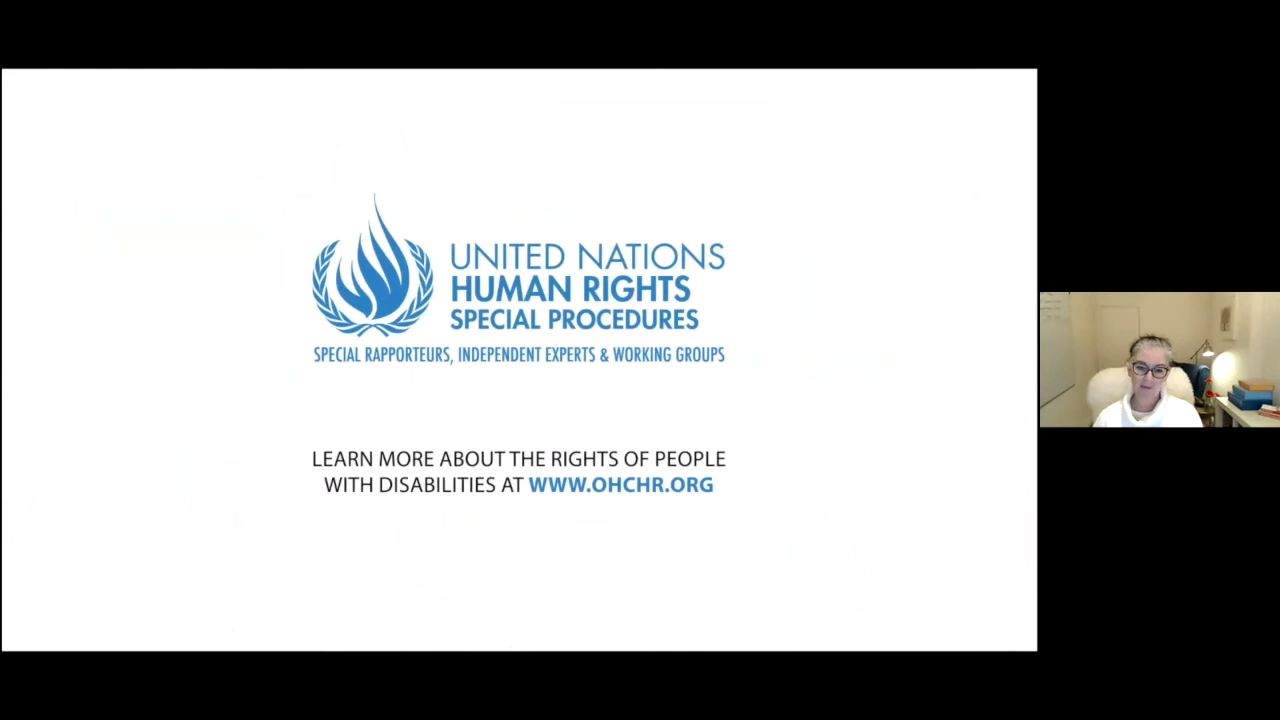 UNITED NATIONS
HUMAN RIGHTS
SPECIAL PROCEDURES
SPECIAL RAPPORTEURS, INDEPENDENT EXPERTS & WORKING GROUPS
LEARN MORE ABOUT THE RIGHTS OF PEOPLE
WITH DISABILITIES AT WWW.OHCHR.ORG